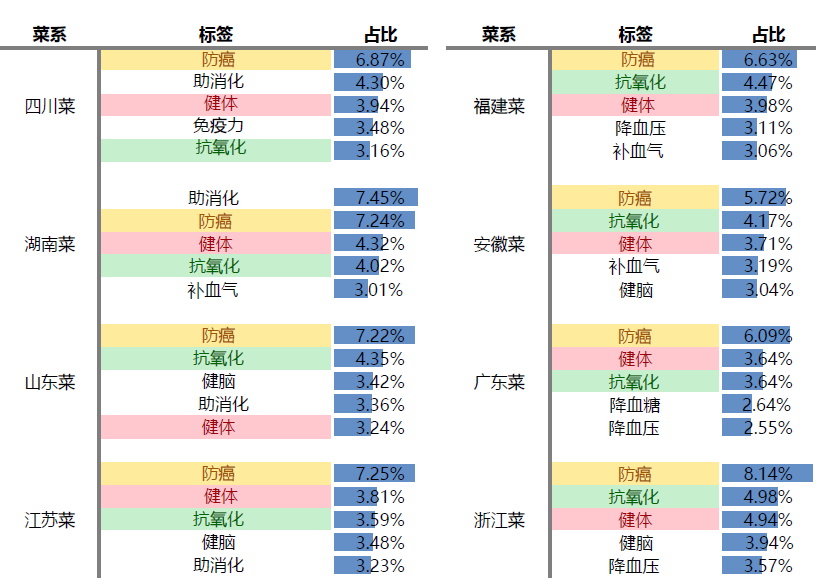 菜系 标签 占比
四川菜
防癌 6.87%
助消化 4.30%
健体 3.94%
免疫力 3.48%
抗氧化 3.16%
湖南菜
助消化 7.45%
防癌 7.24%
健体 4.32%
抗氧化 4.02%
补血气 3.01%
山东菜
防癌 7.22%
抗氧化 4.35%
健脑 3.42%
助消化 3.36%
健体 3.24%
江苏菜
防癌 7.25%
健体 3.81%
抗氧化 3.59%
健脑 3.48%
助消化 3.23%
菜系 标签 占比
福建菜
防癌 6.63%
抗氧化 4.47%
健体 3.98%
降血压 3.11%
补血气 3.06%
安徽菜
防癌 5.72%
抗氧化 4.17%
健体 3.71%
补血气 3.19%
健脑 3.04%
广东菜
防癌 6.09%
健体 3.64%
抗氧化 3.64%
降血糖 2.64%
降血压 2.55%
浙江菜
防癌 8.14%
抗氧化 4.98%
健体 4.94%
健脑 3.94%
降血压 3.57%